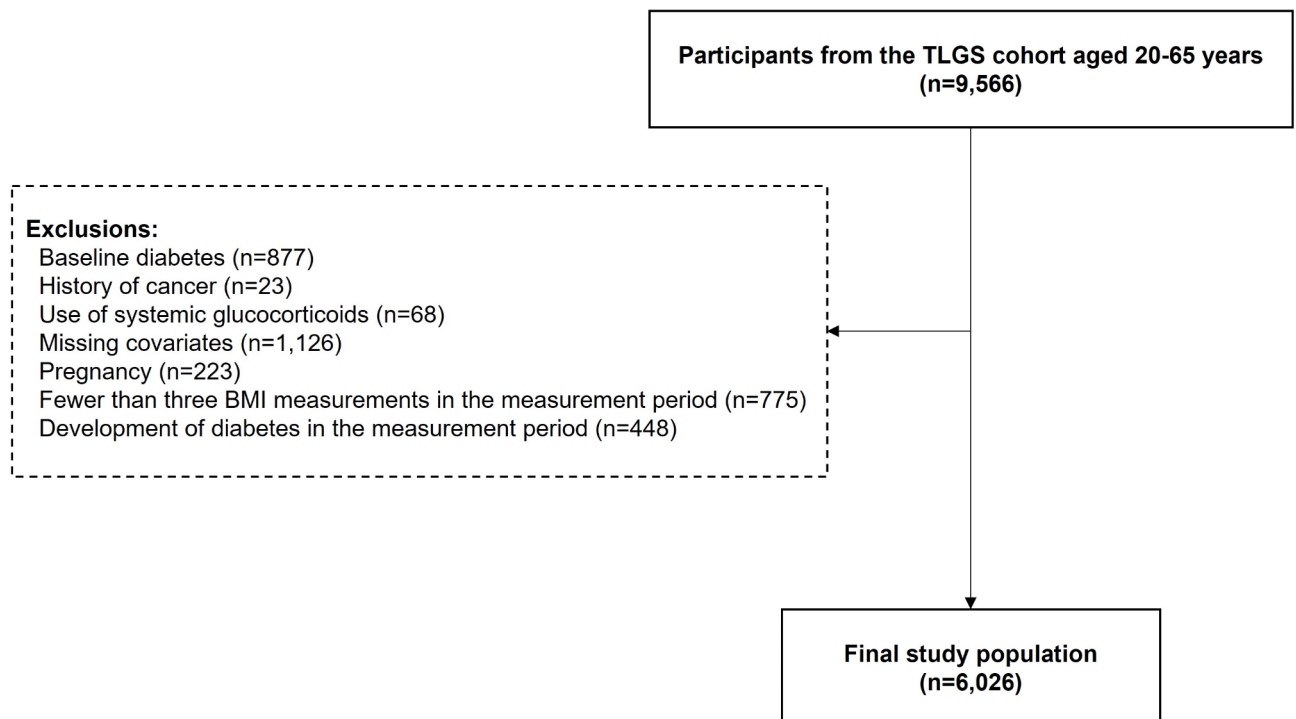 Participants from the TLGS cohort aged 20-65 years
(n=9,566)
Exclusions:
Baseline diabetes (n=877)
History of cancer (n=23)
Use of systemic glucocorticoids (n=68)
Missing covariates (n=1,126)
Pregnancy (n=223)
Fewer than three BMI measurements in the measurement period (n=775)
Development of diabetes in the measurement period (n=448)
Final study population
(n=6,026)